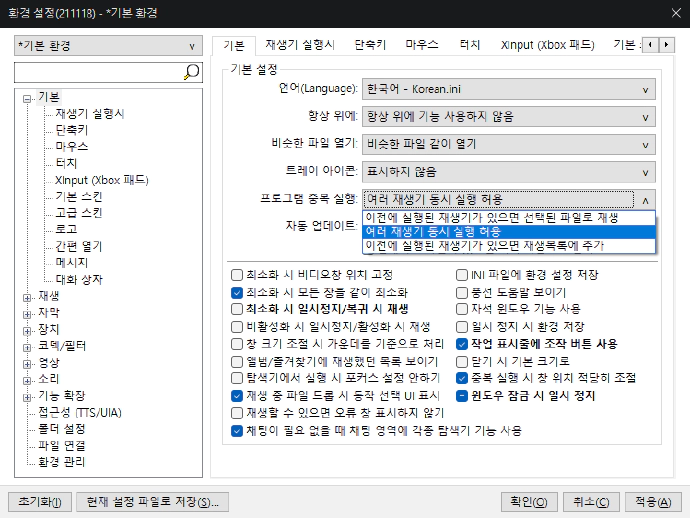 환경 설정(211118) - *기본 환경
*기본 환경
기본
재생기 실행시
단축키
마우스
터치
XInput (Xbox 패드)
기본 스킨
고급 스킨
로고
간편 열기
메시지
대화 상자
재생
자막
장치
코덱/필터
영상
소리
기능 확장
접근성 (TTS/UIA)
폴더 설정
파일 연결
환경 관리
기본 재생기 실행시 단축키 마우스 터치 XInput (Xbox 패드) 기본
기본 설정
언어(Language): 한국어 - Korean.ini
항상 위에: 항상 위에 기능 사용하지 않음
비슷한 파일 열기: 비슷한 파일 같이 열기
트레이 아이콘: 표시하지 않음
프로그램 중복 실행: 여러 재생기 동시 실행 허용
이전에 실행된 재생기가 있으면 선택된 파일로 재생
자동 업데이트: 여러 재생기 동시 실행 허용
이전에 실행된 재생기가 있으면 재생목록에 추가
최소화 시 비디오창 위치 고정
최소화 시 모든 창을 같이 최소화
최소화 시 일시정지/복귀 시 재생
비활성화 시 일시정지/활성화 시 재생
창 크기 조절 시 가운데를 기준으로 처리
앨범/즐겨찾기에 재생했던 목록 보이기
탐색기에서 실행 시 포커스 설정 안하기
재생 중 파일 드롭 시 동작 선택 UI 표시
재생할 수 있으면 오류 창 표시하지 않기
채팅이 필요 없을 때 채팅 영역에 각종 탐색기 기능 사용
INI 파일에 환경 설정 저장
풍선 도움말 보이기
자석 윈도우 기능 사용
일시 정지 시 화면 저장
작업 표시줄에 조작 버튼 사용
닫기 시 기본 크기로
중복 실행 시 창 위치 적당히 조절
윈도우 잠금 시 일시 정지
초기화(I) 현재 설정 파일로 저장(S)... 확인(O) 취소(C) 적용(A)